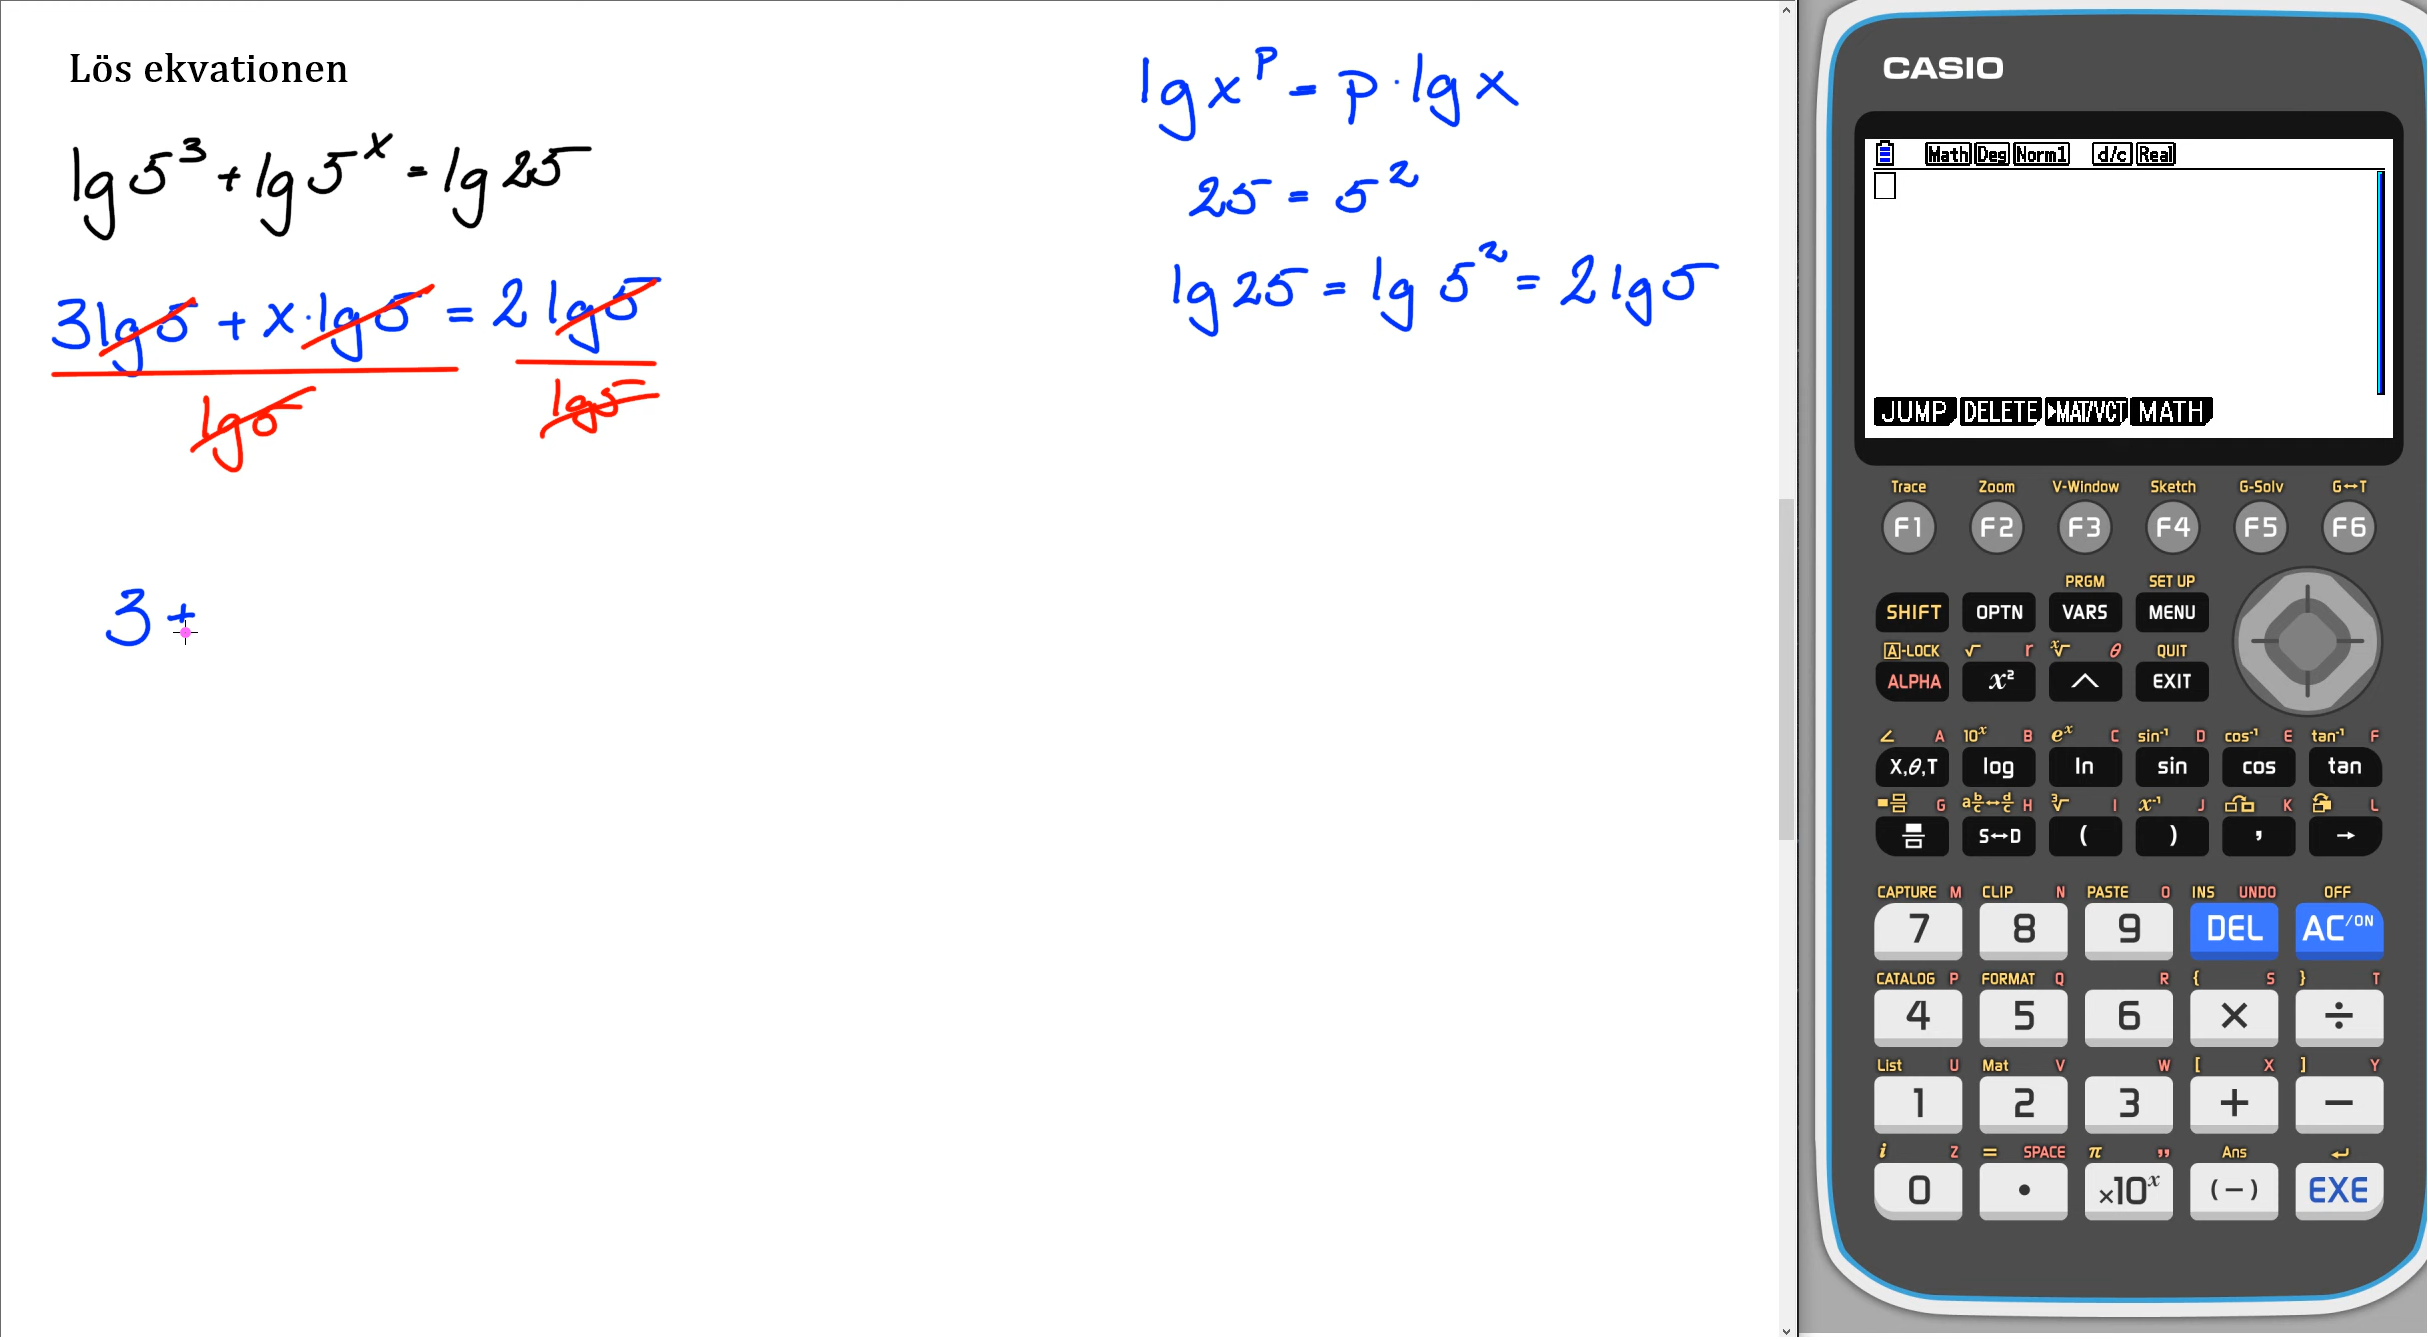 Lös ekvationen
lg 5³ + lg 5ˣ = lg 25
3 lg 5 + x · lg 5 = 2 lg 5
lg 5 lg 5
3 +
lg xᵖ = p · lg x
25 = 5²
lg 25 = lg 5² = 2 lg 5
CASIO
Math Deg Norm1 d/c Real
JUMP DELETE ▶MAT/VCT MATH
Trace Zoom V-Window Sketch G-Solv G↔T
F1 F2 F3 F4 F5 F6
PRGM SET UP
SHIFT OPTN VARS MENU
A-LOCK √ r ˣ√ θ QUIT
ALPHA x² ^ EXIT
∠ A 10ˣ B eˣ C sin⁻¹ D cos⁻¹ E tan⁻¹ F
X,θ,T log ln sin cos tan
G a b/c↔d/c H ³√ I x⁻¹ J K L
S↔D ( ) , →
CAPTURE M CLIP N PASTE O INS UNDO OFF
7 8 9 DEL AC/ON
CATALOG P FORMAT Q R { S } T
4 5 6 × ÷
List U Mat V W [ X ] Y
1 2 3 + −
i Z = SPACE π " Ans ↵
0 • ×10ˣ (−) EXE